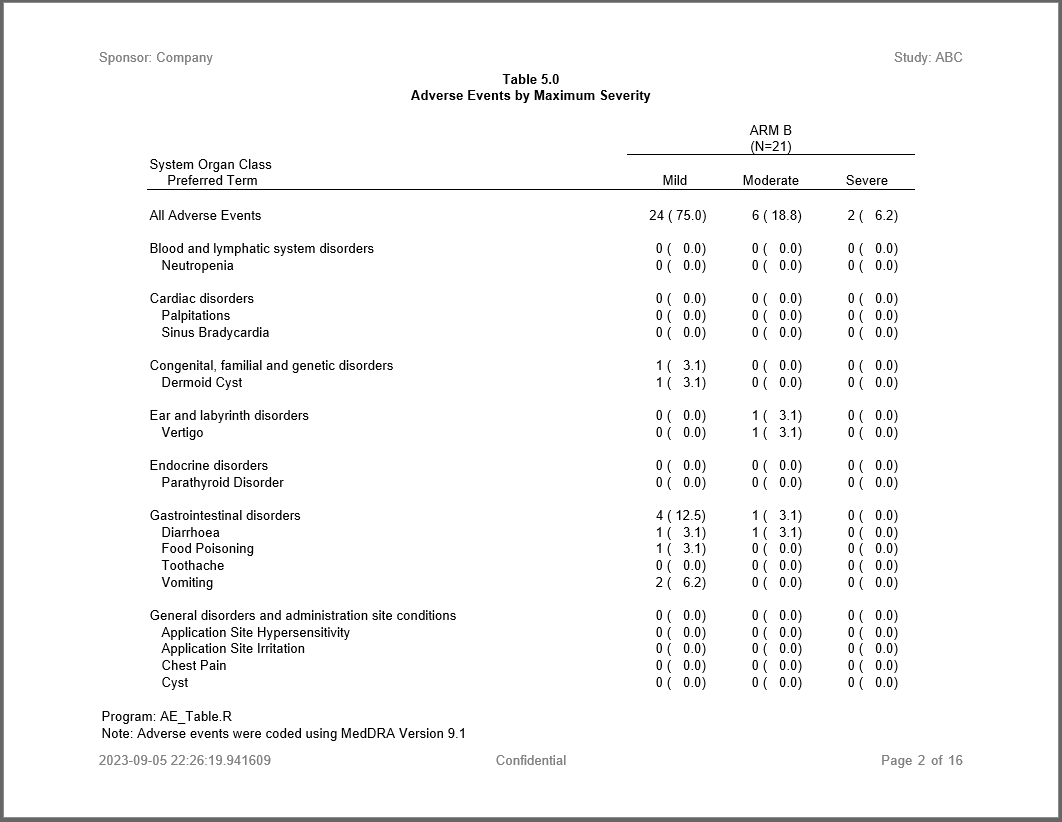 Sponsor: Company Study: ABC
Table 5.0
Adverse Events by Maximum Severity
ARM B
(N=21)
System Organ Class
Preferred Term Mild Moderate Severe
All Adverse Events 24 ( 75.0) 6 ( 18.8) 2 ( 6.2)
Blood and lymphatic system disorders 0 ( 0.0) 0 ( 0.0) 0 ( 0.0)
Neutropenia 0 ( 0.0) 0 ( 0.0) 0 ( 0.0)
Cardiac disorders 0 ( 0.0) 0 ( 0.0) 0 ( 0.0)
Palpitations 0 ( 0.0) 0 ( 0.0) 0 ( 0.0)
Sinus Bradycardia 0 ( 0.0) 0 ( 0.0) 0 ( 0.0)
Congenital, familial and genetic disorders 1 ( 3.1) 0 ( 0.0) 0 ( 0.0)
Dermoid Cyst 1 ( 3.1) 0 ( 0.0) 0 ( 0.0)
Ear and labyrinth disorders 0 ( 0.0) 1 ( 3.1) 0 ( 0.0)
Vertigo 0 ( 0.0) 1 ( 3.1) 0 ( 0.0)
Endocrine disorders 0 ( 0.0) 0 ( 0.0) 0 ( 0.0)
Parathyroid Disorder 0 ( 0.0) 0 ( 0.0) 0 ( 0.0)
Gastrointestinal disorders 4 ( 12.5) 1 ( 3.1) 0 ( 0.0)
Diarrhoea 1 ( 3.1) 1 ( 3.1) 0 ( 0.0)
Food Poisoning 1 ( 3.1) 0 ( 0.0) 0 ( 0.0)
Toothache 0 ( 0.0) 0 ( 0.0) 0 ( 0.0)
Vomiting 2 ( 6.2) 0 ( 0.0) 0 ( 0.0)
General disorders and administration site conditions 0 ( 0.0) 0 ( 0.0) 0 ( 0.0)
Application Site Hypersensitivity 0 ( 0.0) 0 ( 0.0) 0 ( 0.0)
Application Site Irritation 0 ( 0.0) 0 ( 0.0) 0 ( 0.0)
Chest Pain 0 ( 0.0) 0 ( 0.0) 0 ( 0.0)
Cyst 0 ( 0.0) 0 ( 0.0) 0 ( 0.0)
Program: AE_Table.R
Note: Adverse events were coded using MedDRA Version 9.1
2023-09-05 22:26:19.941609 Confidential Page 2 of 16